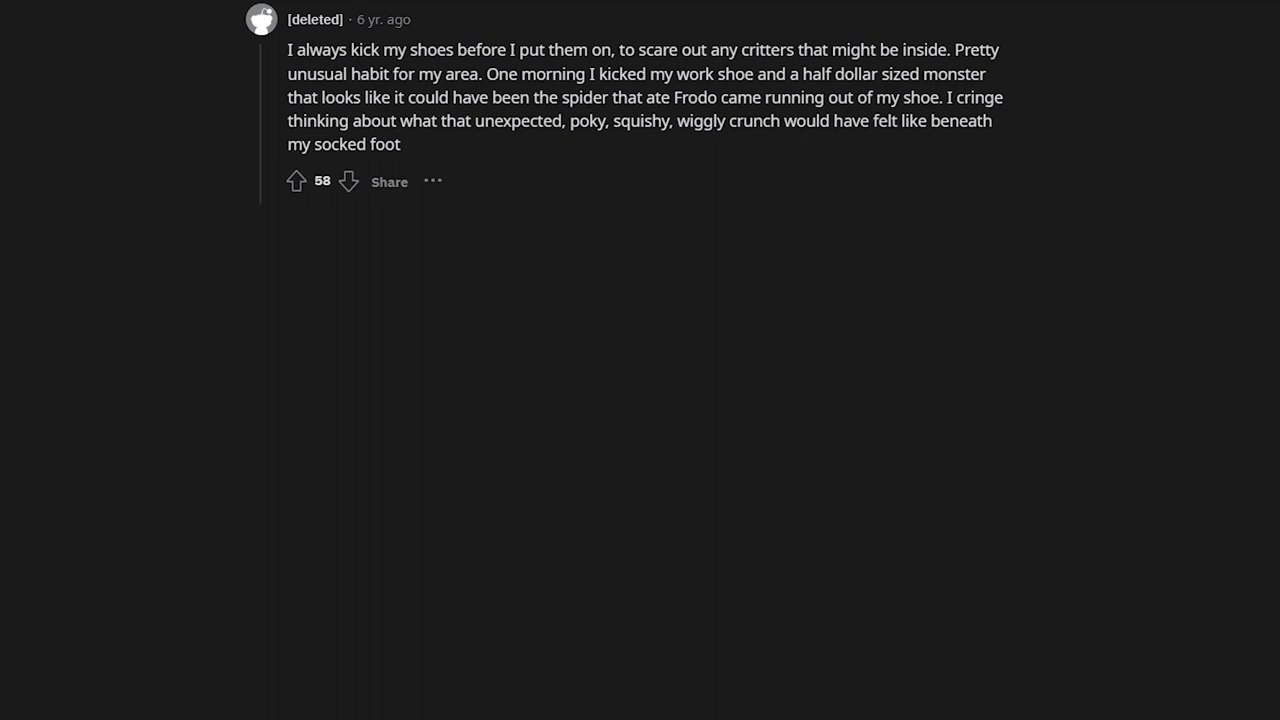 [deleted] · 6 yr. ago
I always kick my shoes before I put them on, to scare out any critters that might be inside. Pretty
unusual habit for my area. One morning I kicked my work shoe and a half dollar sized monster
that looks like it could have been the spider that ate Frodo came running out of my shoe. I cringe
thinking about what that unexpected, poky, squishy, wiggly crunch would have felt like beneath
my socked foot
58 Share ···